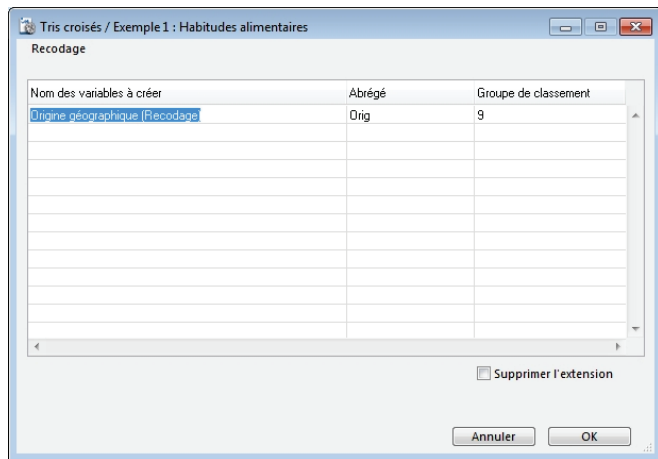 Tris croisés / Exemple 1 : Habitudes alimentaires
Recodage
Nom des variables à créer Abrégé Groupe de classement
Origine géographique (Recodage) Orig 9
Supprimer l'extension
Annuler OK